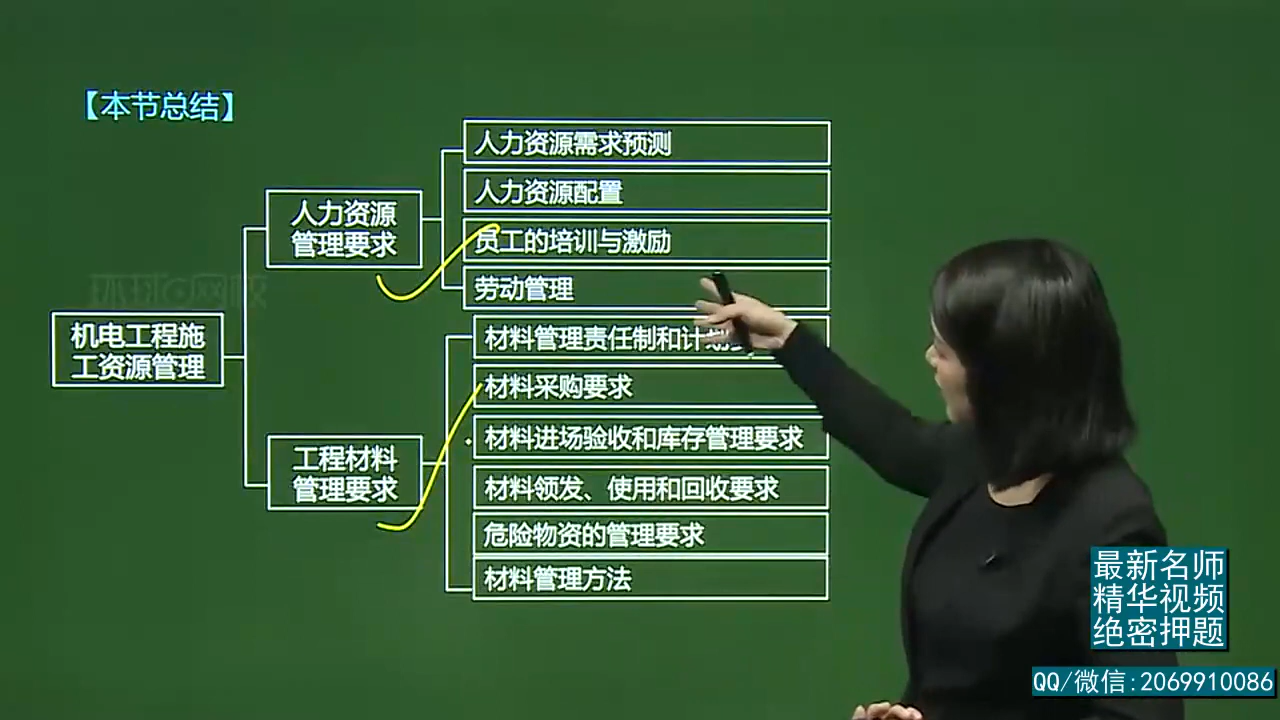 【本节总结】
人力资源需求预测
人力资源配置
人力资源
管理要求
员工的培训与激励
劳动管理
环球网校
机电工程施
工资源管理
材料管理责任制和计划
材料采购要求
工程材料
管理要求
材料进场验收和库存管理要求
材料领发、使用和回收要求
危险物资的管理要求
材料管理方法
最新名师
精华视频
绝密押题
QQ/微信:2069910086